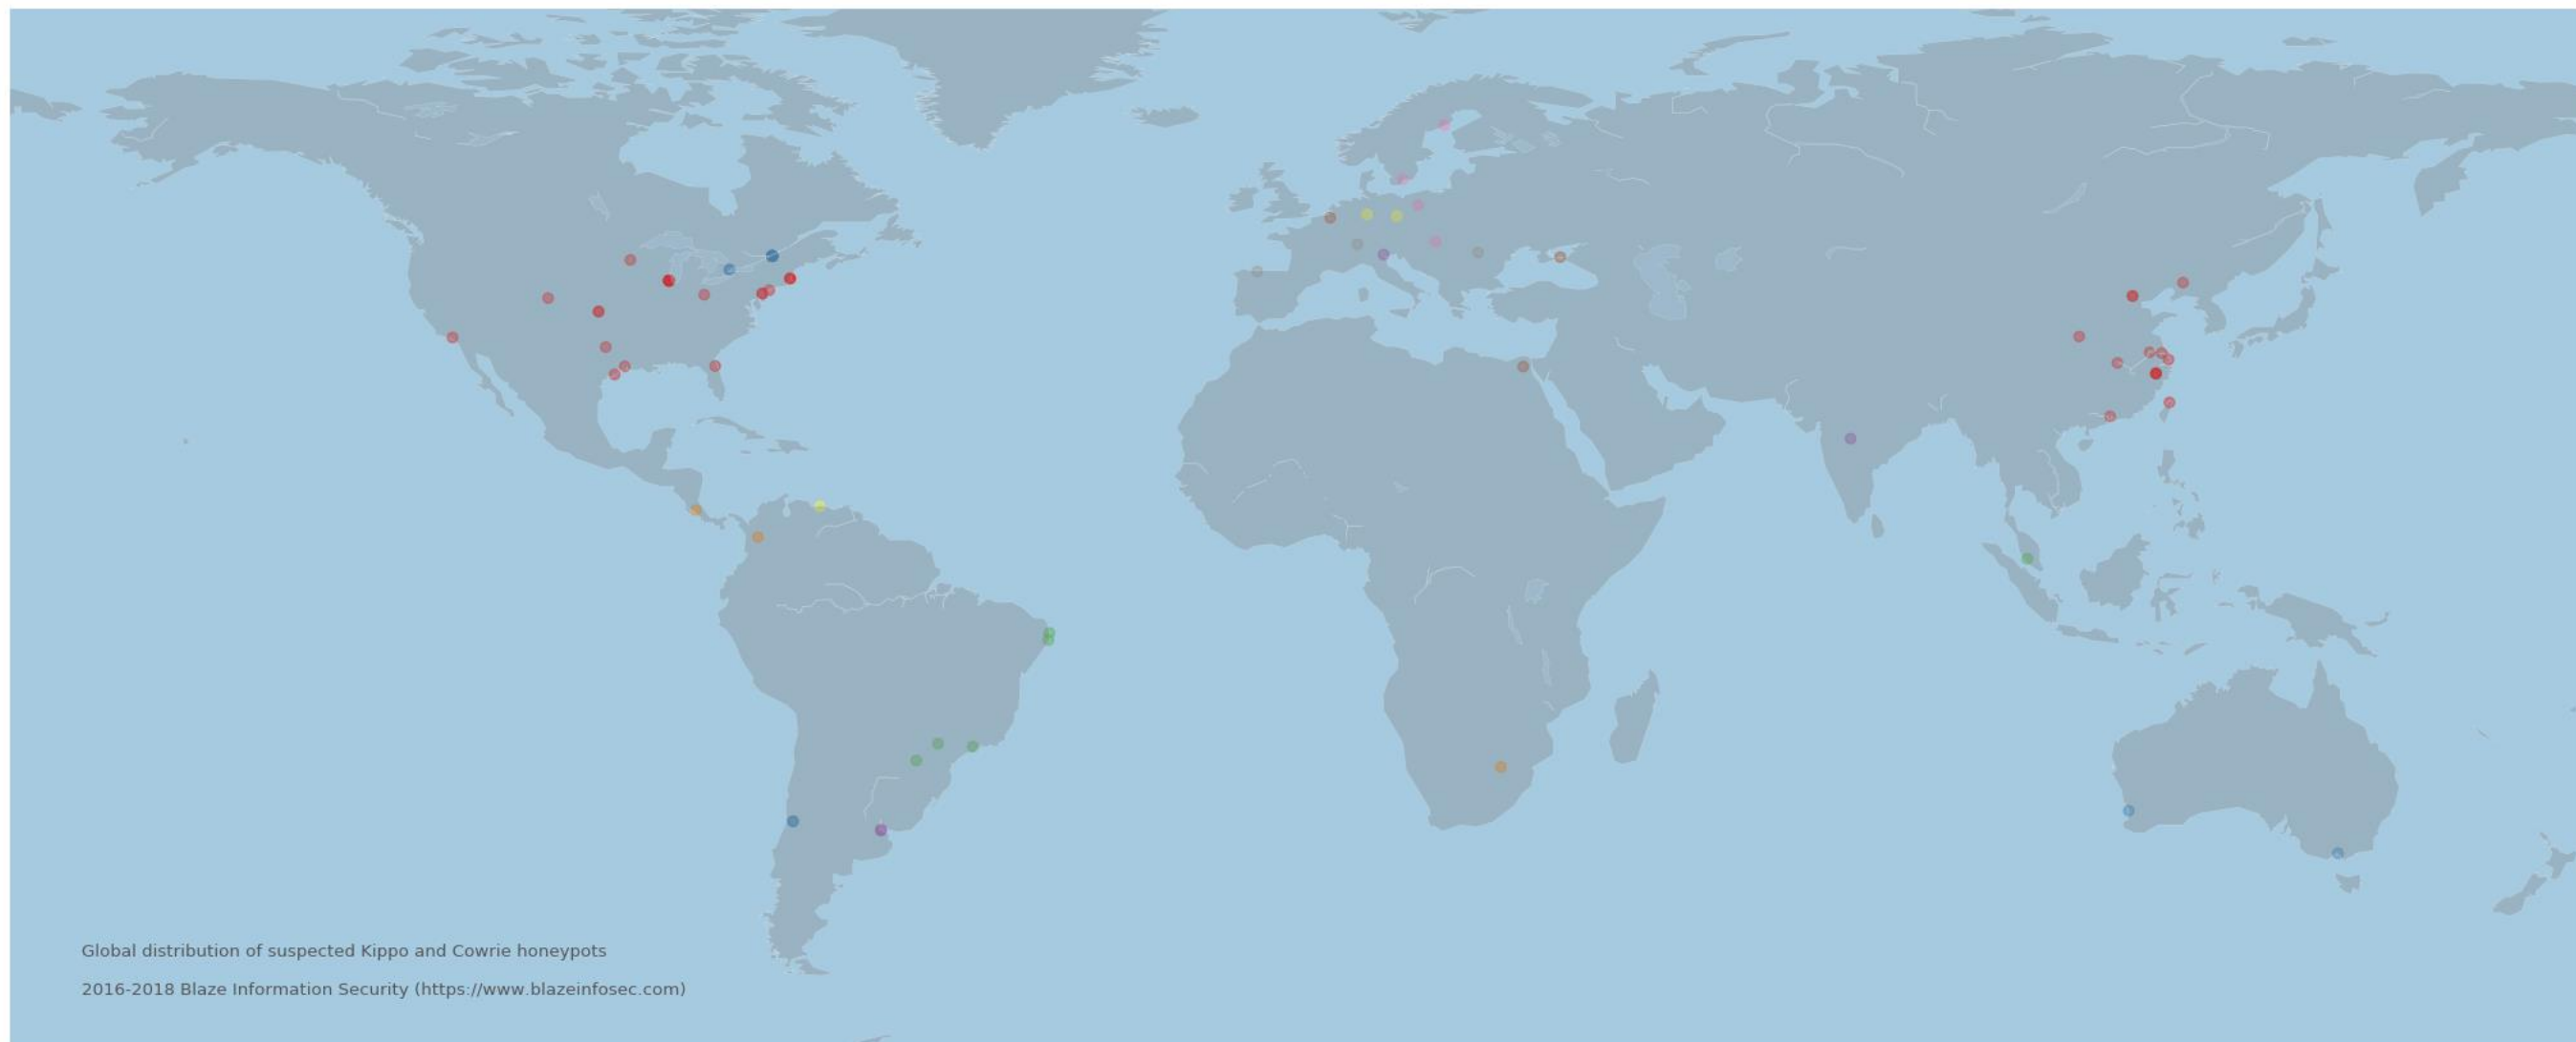 Global distribution of suspected Kippo and Cowrie honeypots
2016-2018 Blaze Information Security (https://www.blazeinfosec.com)